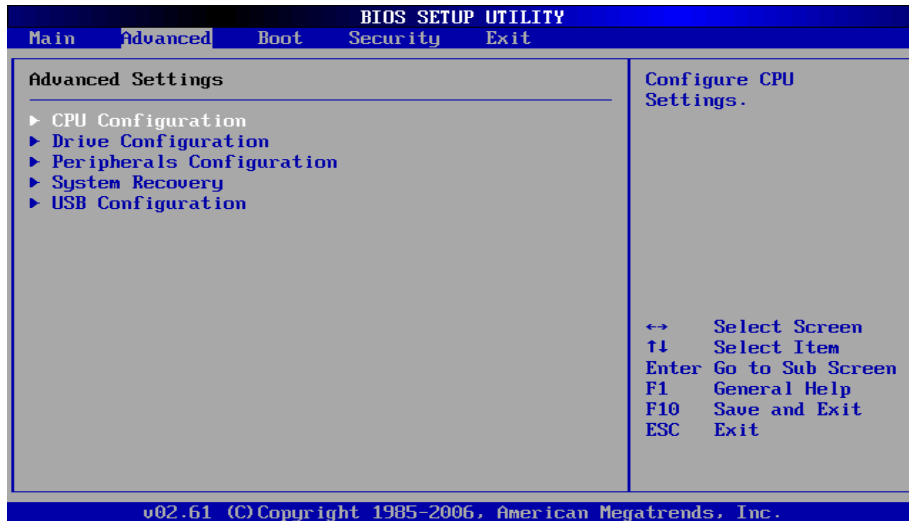 BIOS SETUP UTILITY
Main Advanced Boot Security Exit
Advanced Settings
► CPU Configuration
► Drive Configuration
► Peripherals Configuration
► System Recovery
► USB Configuration
Configure CPU
Settings.
↔ Select Screen
↑↓ Select Item
Enter Go to Sub Screen
F1 General Help
F10 Save and Exit
ESC Exit
v02.61 (C)Copyright 1985-2006, American Megatrends, Inc.